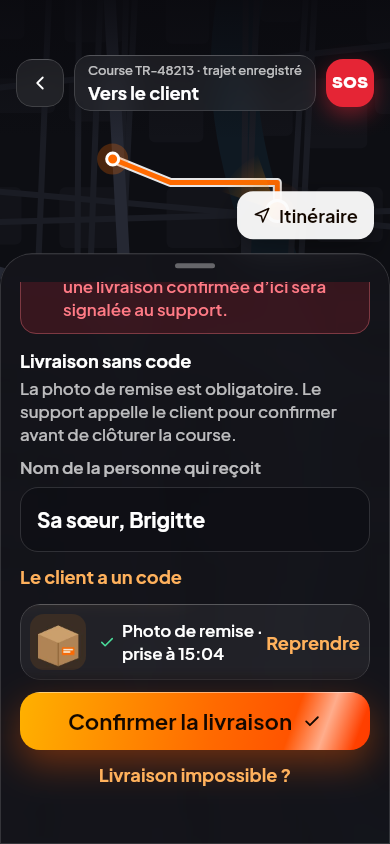 Course TR-48213 · trajet enregistré
Vers le client
SOS
Itinéraire
une livraison confirmée d'ici sera
signalée au support.
Livraison sans code
La photo de remise est obligatoire. Le
support appelle le client pour confirmer
avant de clôturer la course.
Nom de la personne qui reçoit
Sa sœur, Brigitte
Le client a un code
Photo de remise ·
prise à 15:04
Reprendre
Confirmer la livraison
Livraison impossible ?